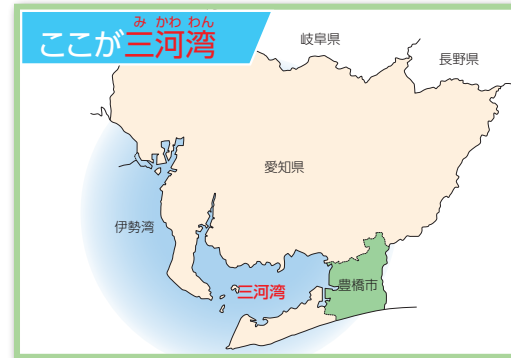 み かわ わん
ここが三河湾
岐阜県
長野県
愛知県
伊勢湾
三河湾
豊橋市